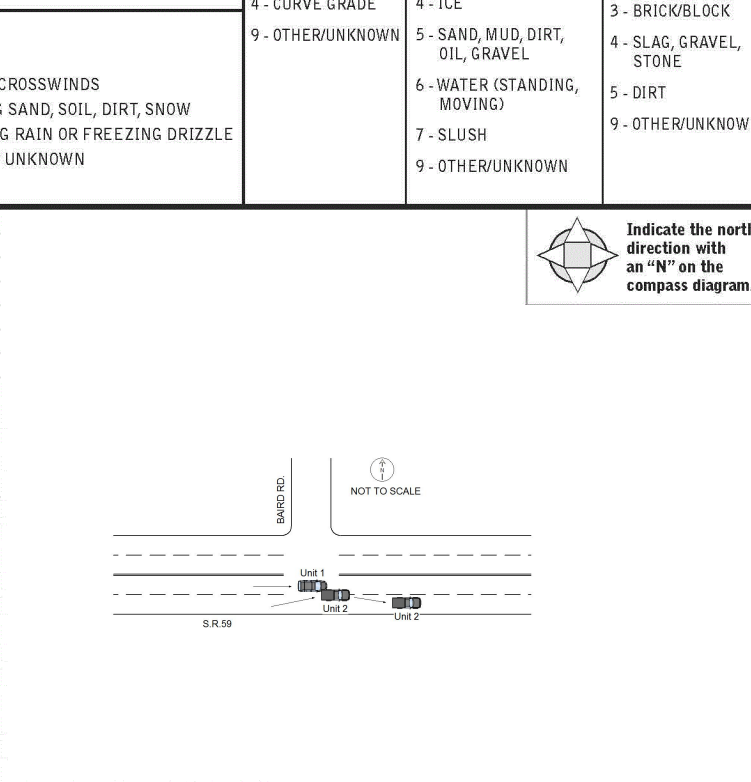 4 - CURVE GRADE
9 - OTHER/UNKNOWN
4 - ICE
5 - SAND, MUD, DIRT,
OIL, GRAVEL
6 - WATER (STANDING,
MOVING)
7 - SLUSH
9 - OTHER/UNKNOWN
3 - BRICK/BLOCK
4 - SLAG, GRAVEL,
STONE
5 - DIRT
9 - OTHER/UNKNOW
CROSSWINDS
G SAND, SOIL, DIRT, SNOW
G RAIN OR FREEZING DRIZZLE
UNKNOWN
Indicate the north
direction with
an "N" on the
compass diagram
BAIRD RD.
N
NOT TO SCALE
Unit 1
Unit 2
Unit 2
S.R.59